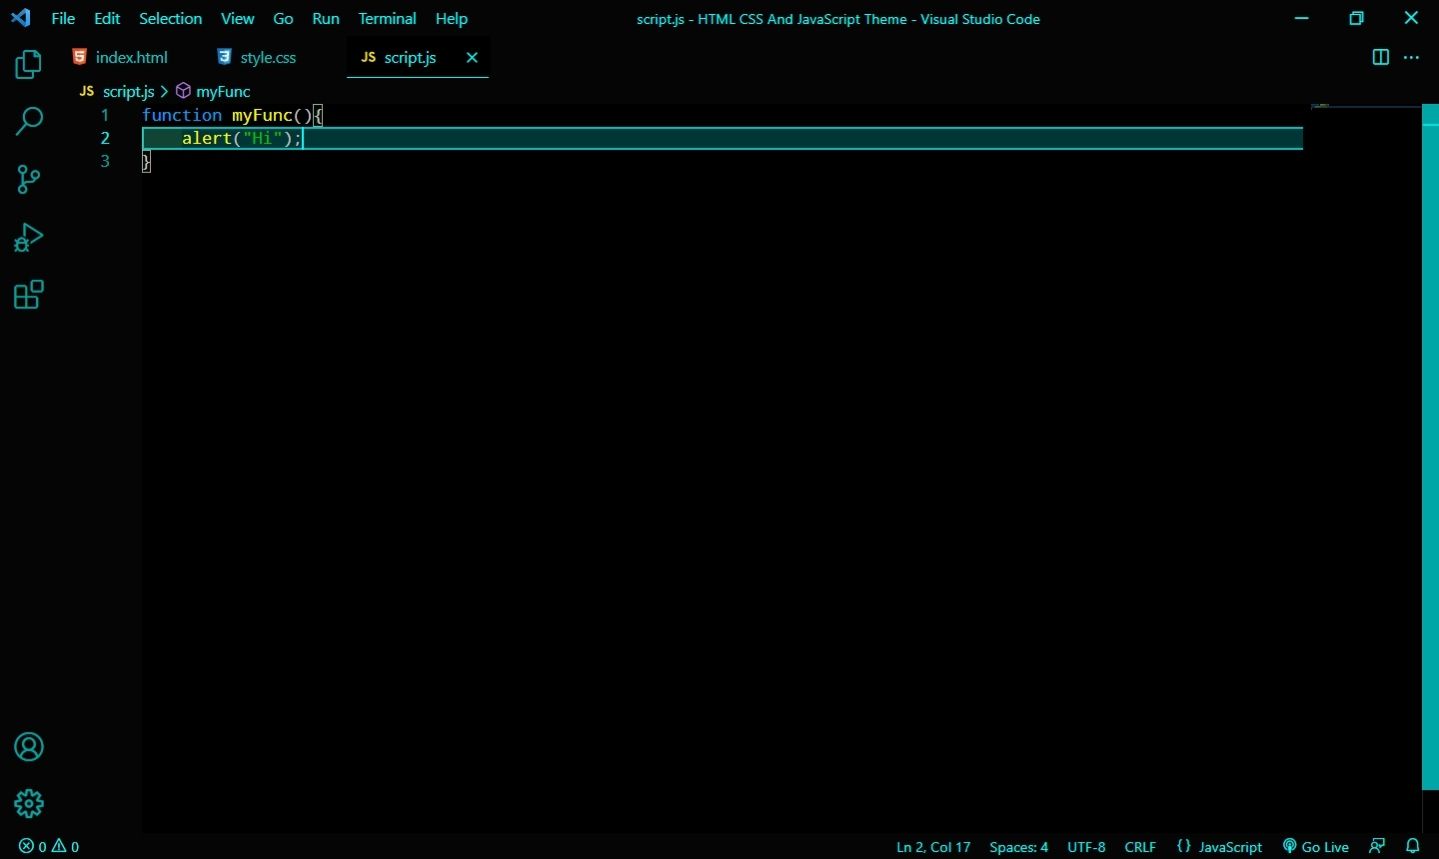 File Edit Selection View Go Run Terminal Help script.js - HTML CSS And JavaScript Theme - Visual Studio Code
index.html style.css JS script.js
JS script.js > myFunc
1 function myFunc(){
2 alert("Hi");
3 }
0 0 Ln 2, Col 17 Spaces: 4 UTF-8 CRLF {} JavaScript Go Live